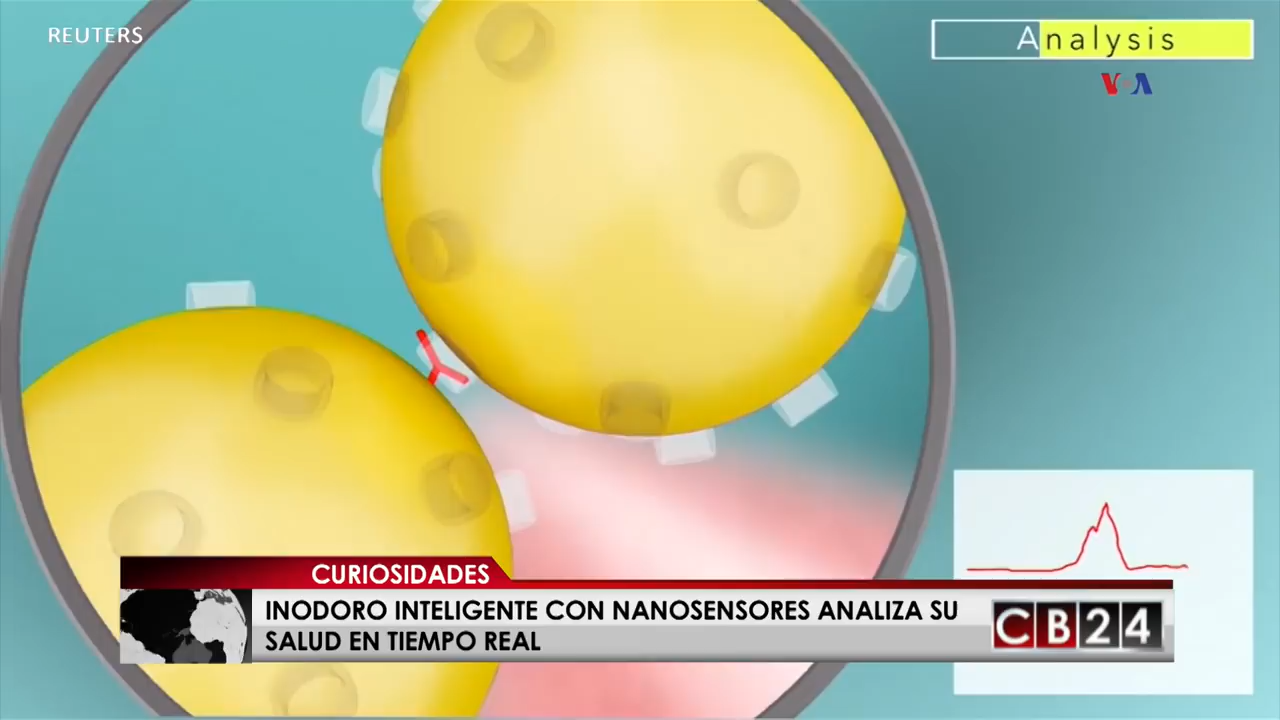 REUTERS
Analysis
VOA
CURIOSIDADES
INODORO INTELIGENTE CON NANOSENSORES ANALIZA SU
SALUD EN TIEMPO REAL
CB24